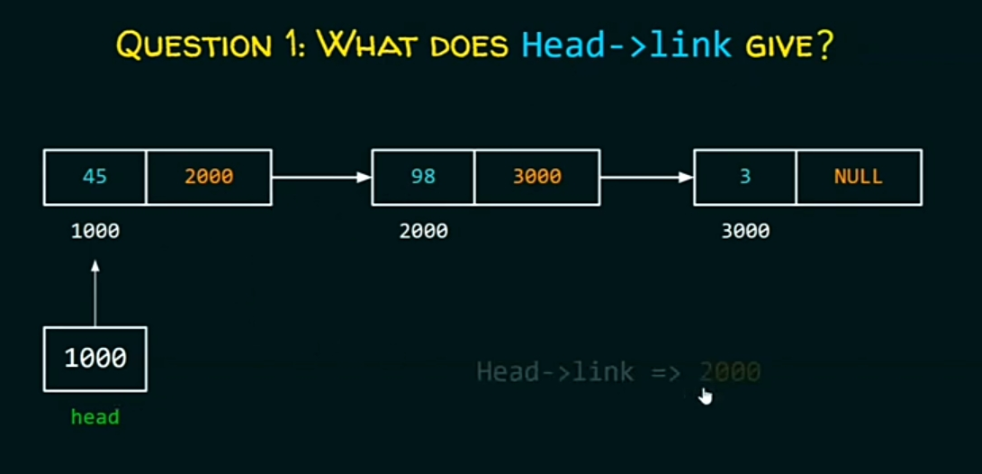 QUESTION 1: WHAT DOES Head->link GIVE?
45 2000 98 3000 3 NULL
1000 2000 3000
1000
Head->link => 2000
head